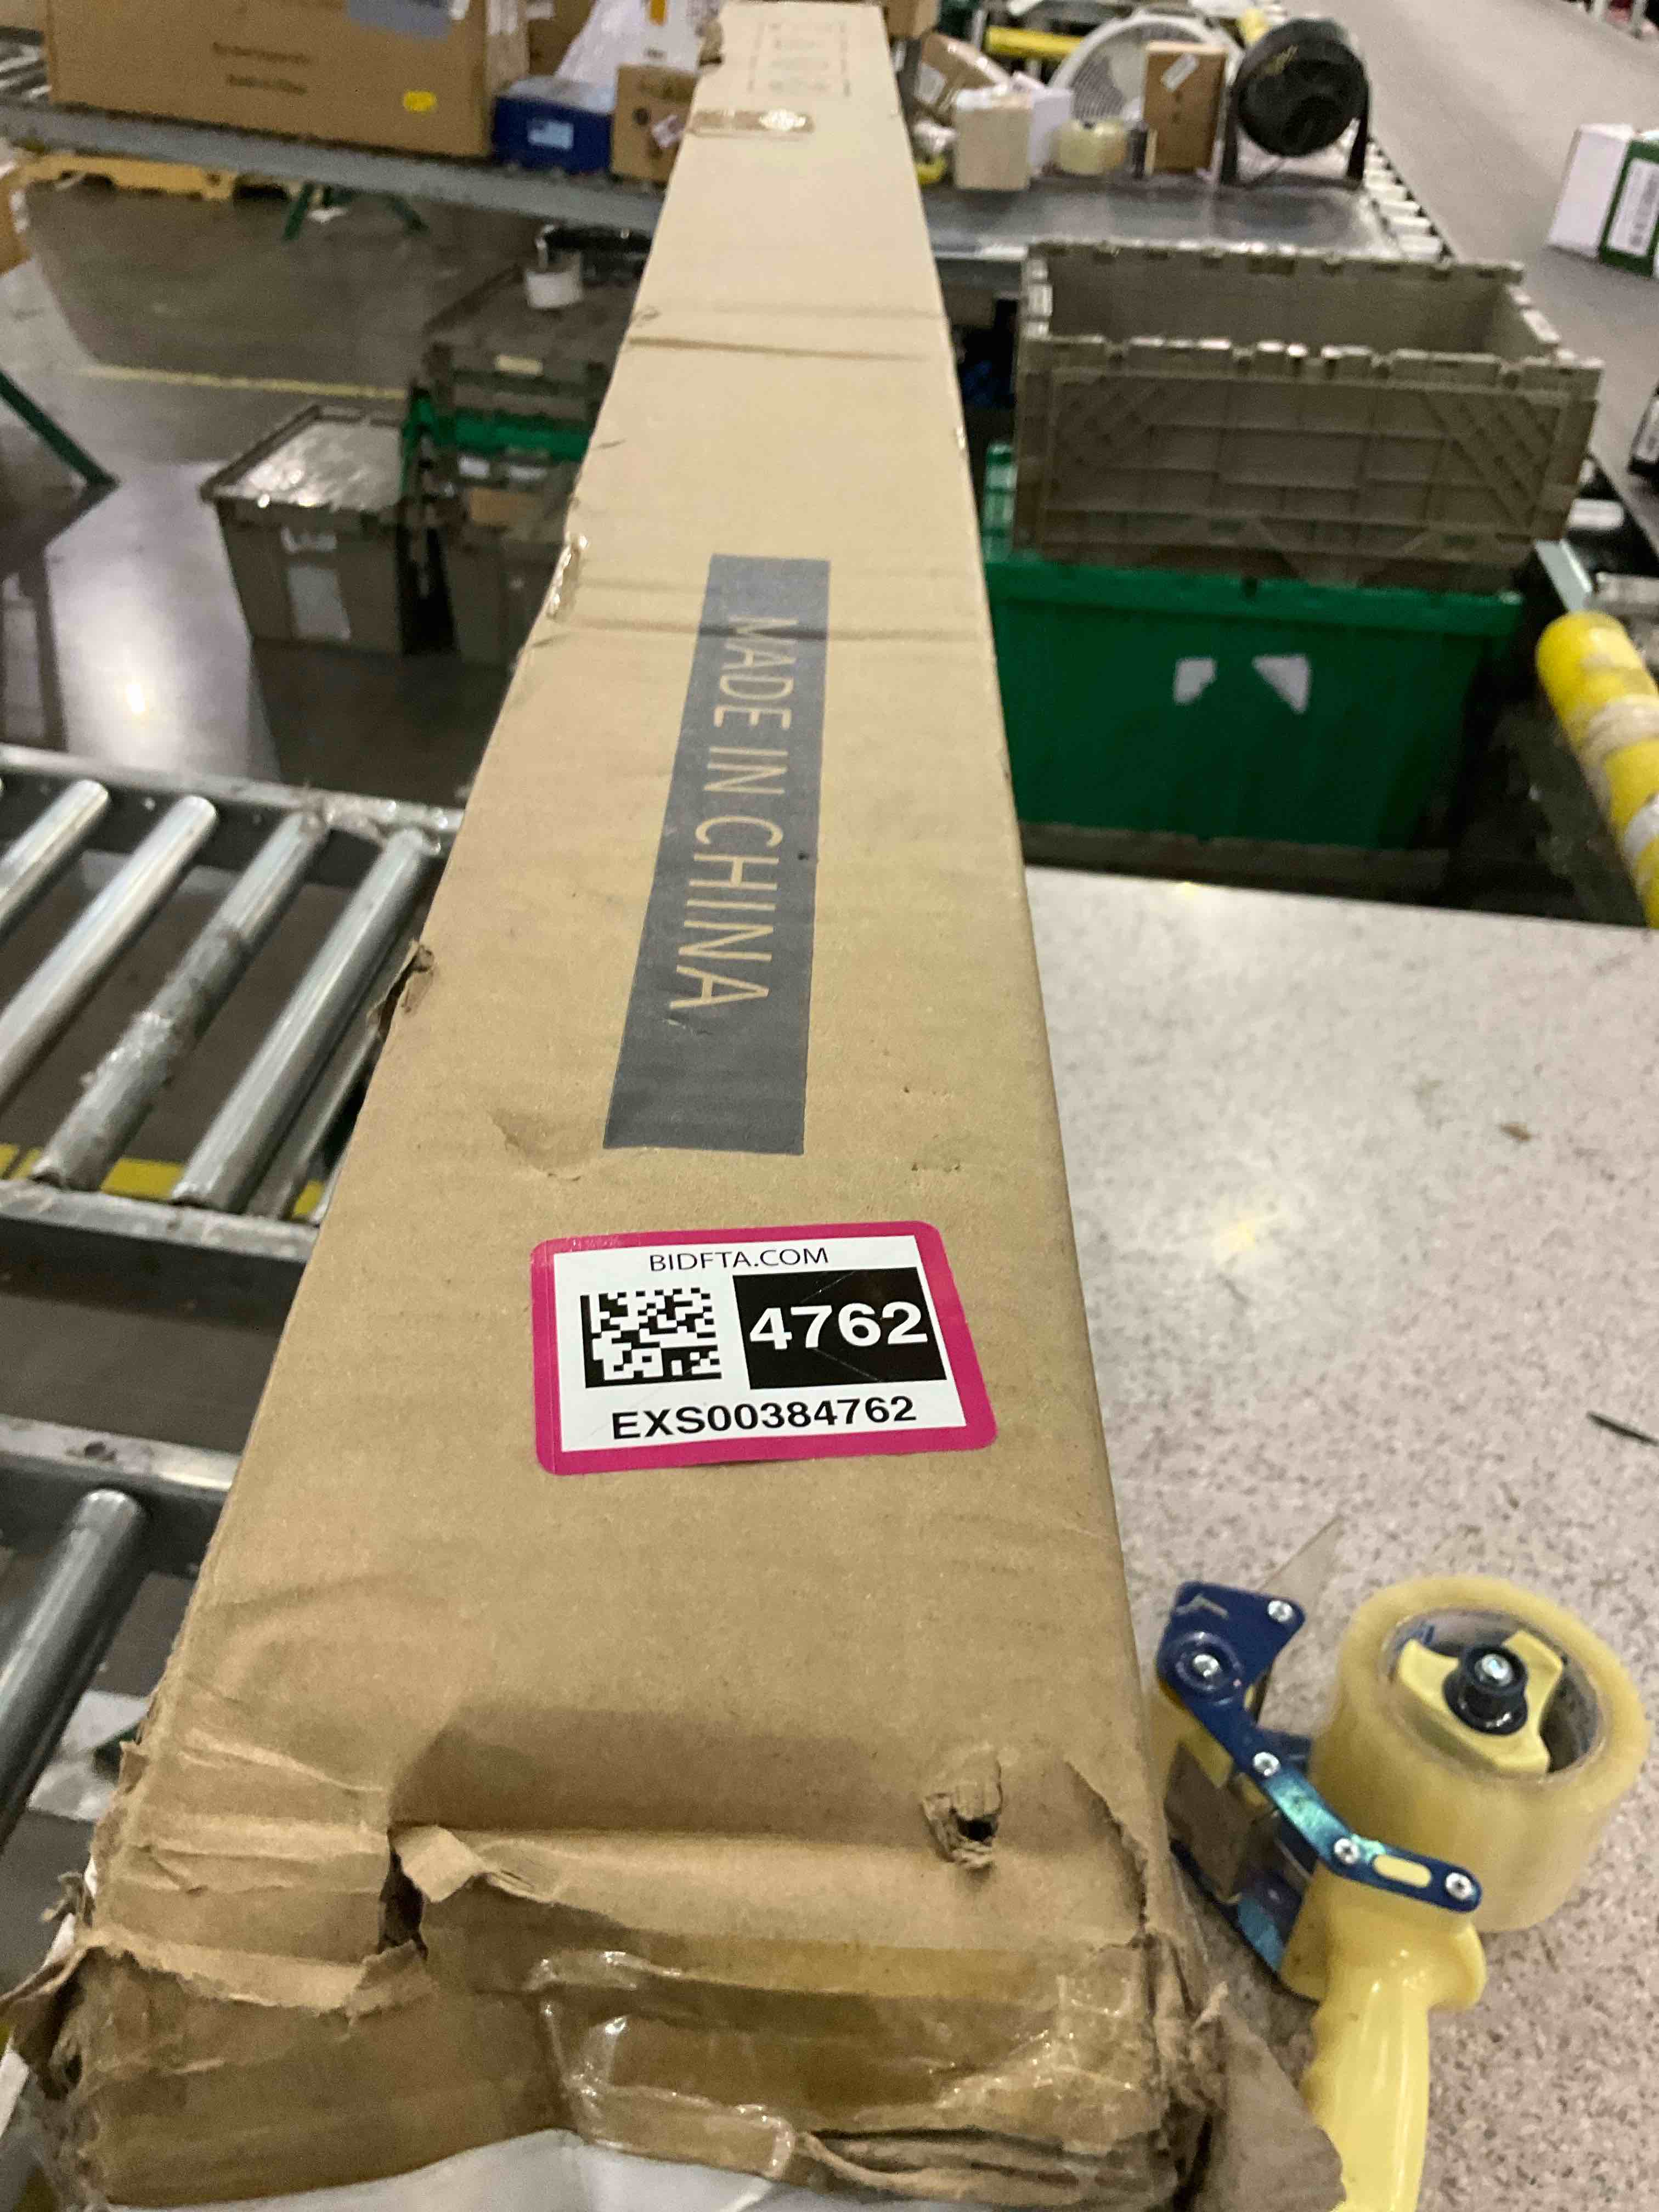 MADE IN CHINA
BIDFTA.COM
4762
EXS00384762